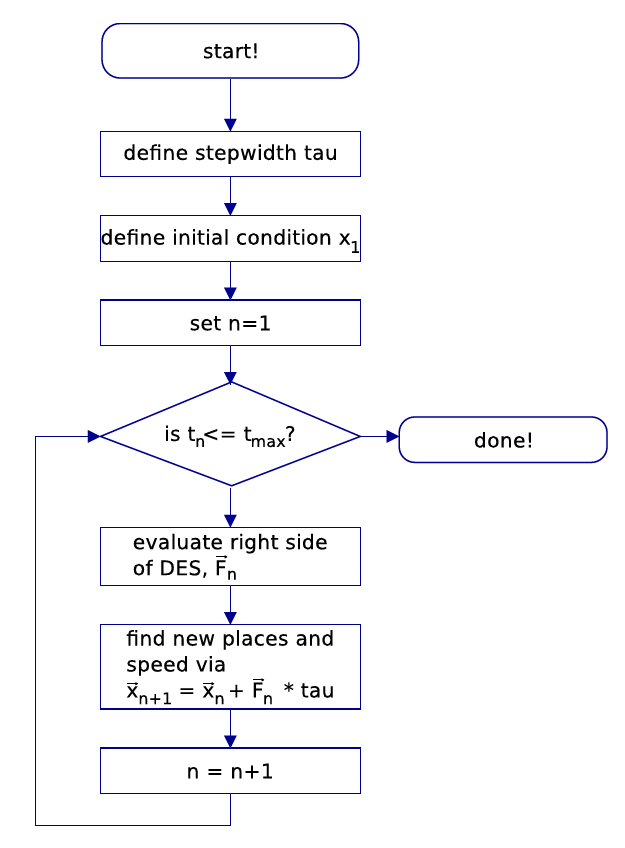 start!
define stepwidth tau
define initial condition x₁
set n=1
is tₙ<= tₘₐₓ?
done!
evaluate right side
of DES, F⃗ₙ
find new places and
speed via
x⃗ₙ₊₁ = x⃗ₙ + F⃗ₙ * tau
n = n+1